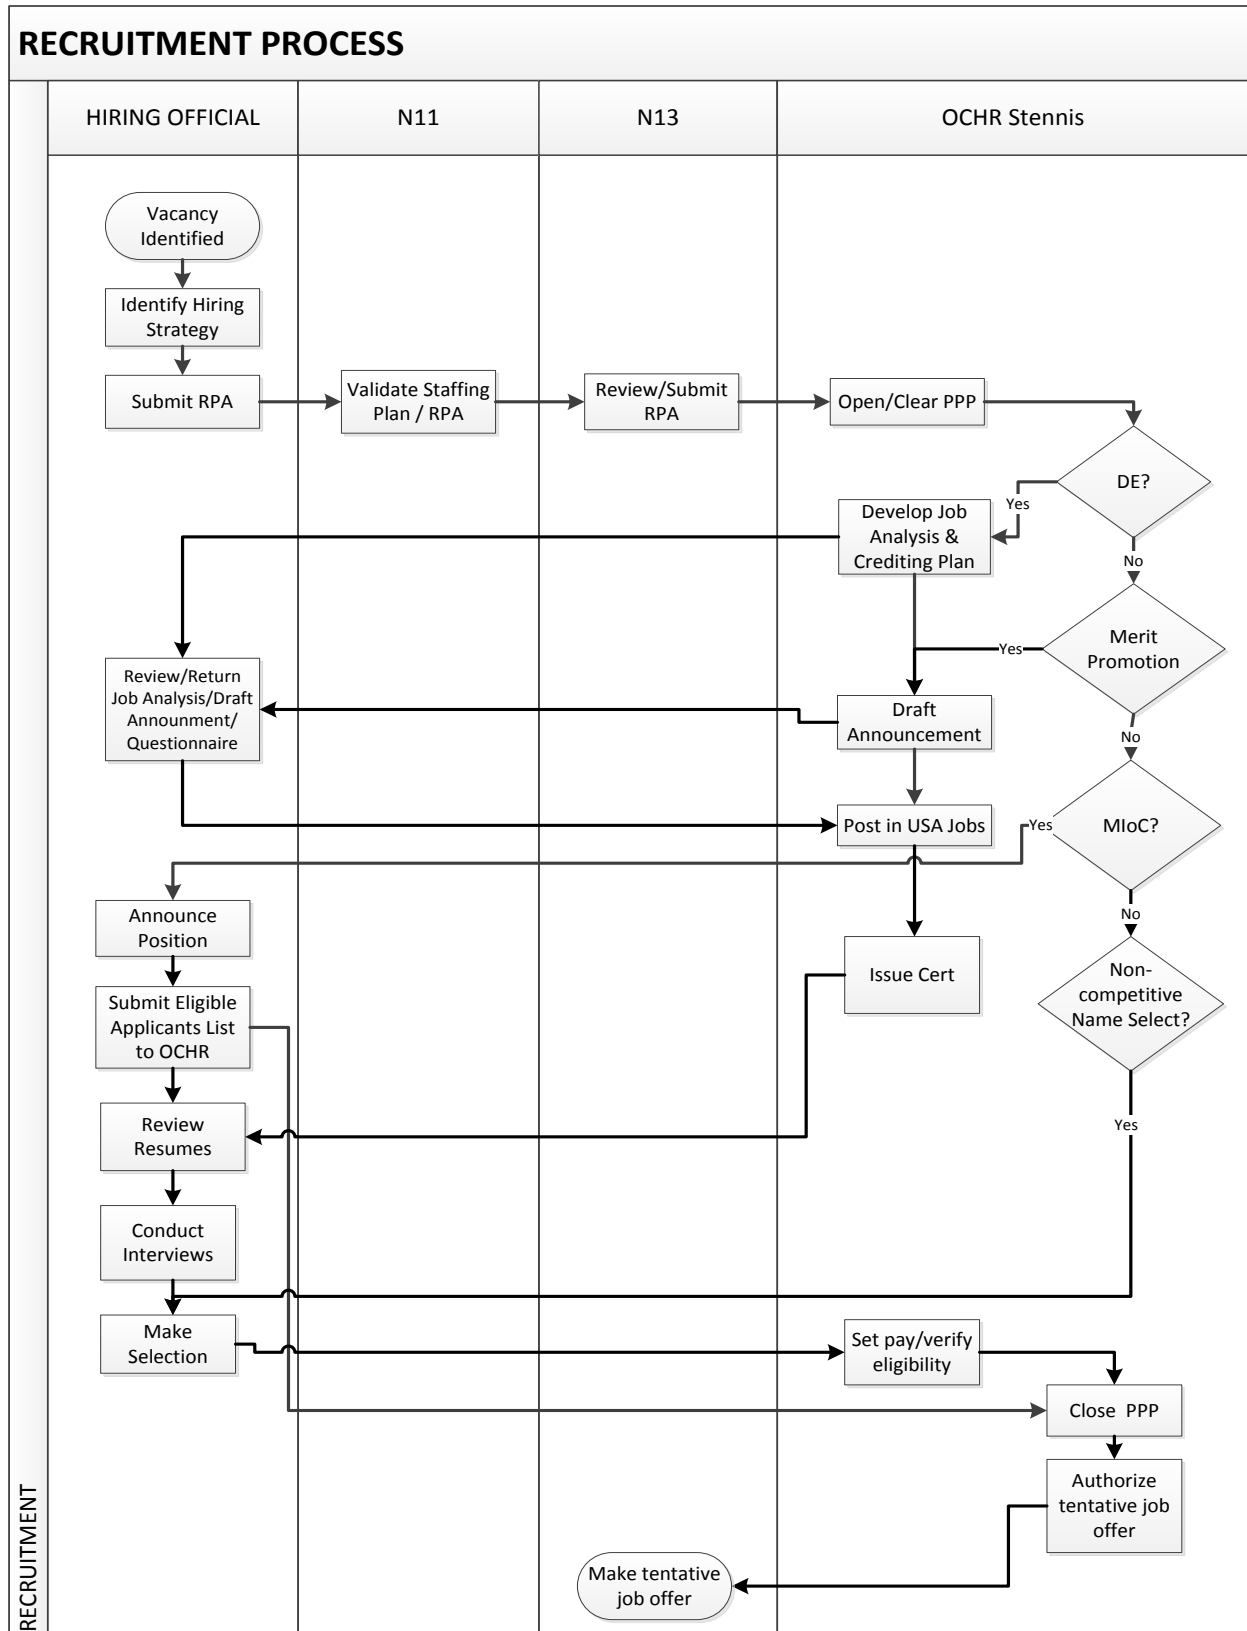 RECRUITMENT PROCESS
HIRING OFFICIAL
N11
N13
OCHR Stennis
Vacancy
Identified
Identify Hiring
Strategy
Submit RPA
Validate Staffing
Plan / RPA
Review/Submit
RPA
Open/Clear PPP
DE?
Yes
Develop Job
Analysis &
Crediting Plan
No
Merit
Promotion
Yes
Review/Return
Job Analysis/Draft
Announment/
Questionnaire
Draft
Announcement
No
Post in USA Jobs
MIoC?
Yes
Announce
Position
No
Submit Eligible
Applicants List
to OCHR
Issue Cert
Non-
competitive
Name Select?
Review
Resumes
Yes
Conduct
Interviews
Make
Selection
Set pay/verify
eligibility
Close PPP
Authorize
tentative job
offer
Make tentative
job offer
RECRUITMENT